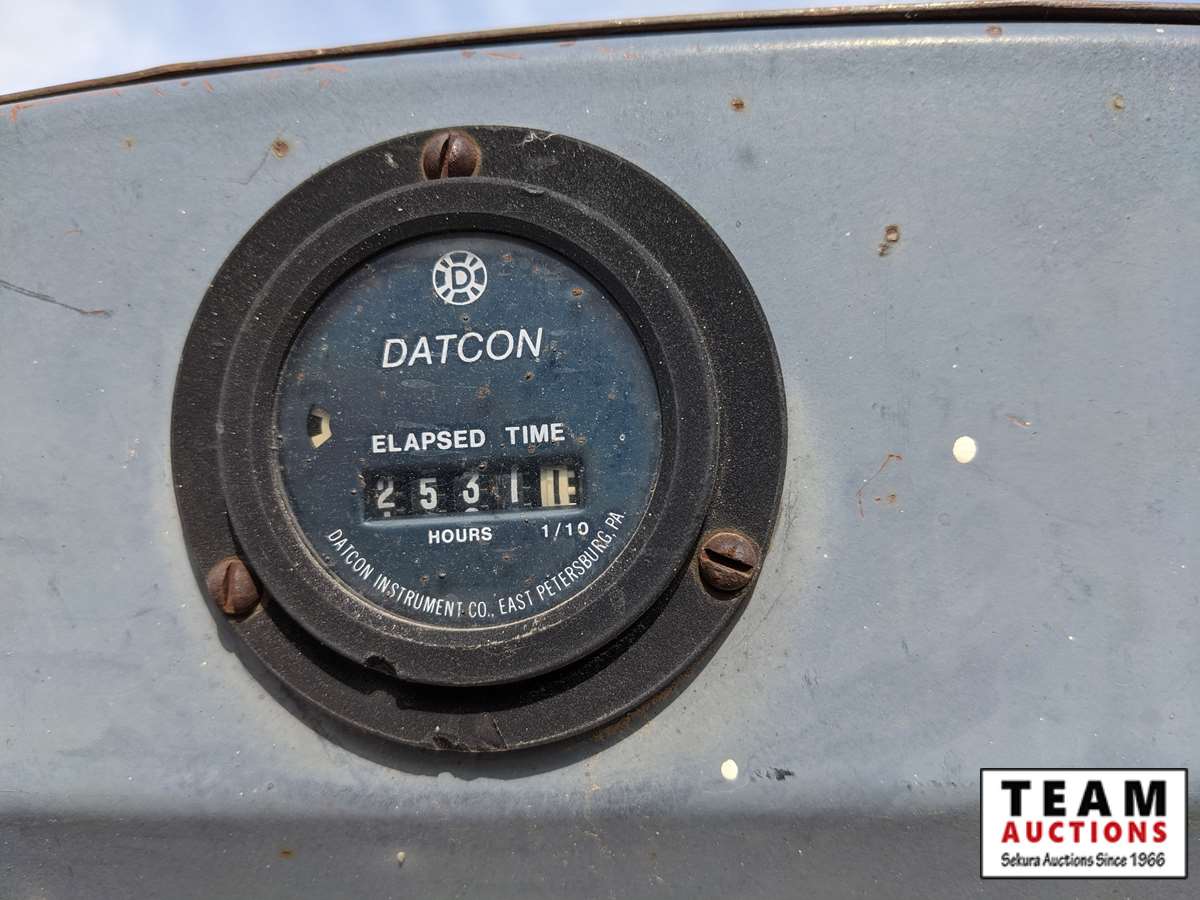 D
DATCON
ELAPSED TIME
2531
HOURS 1/10
DATCON INSTRUMENT CO., EAST PETERSBURG, PA.
TEAM
AUCTIONS
Sekura Auctions Since 1966